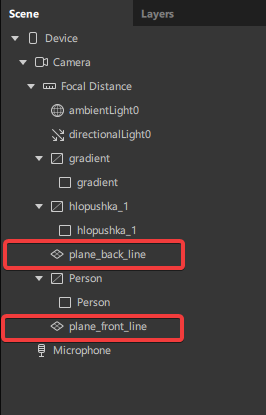 Scene Layers
Device
Camera
Focal Distance
ambientLight0
directionalLight0
gradient
gradient
hlopushka_1
hlopushka_1
plane_back_line
Person
Person
plane_front_line
Microphone